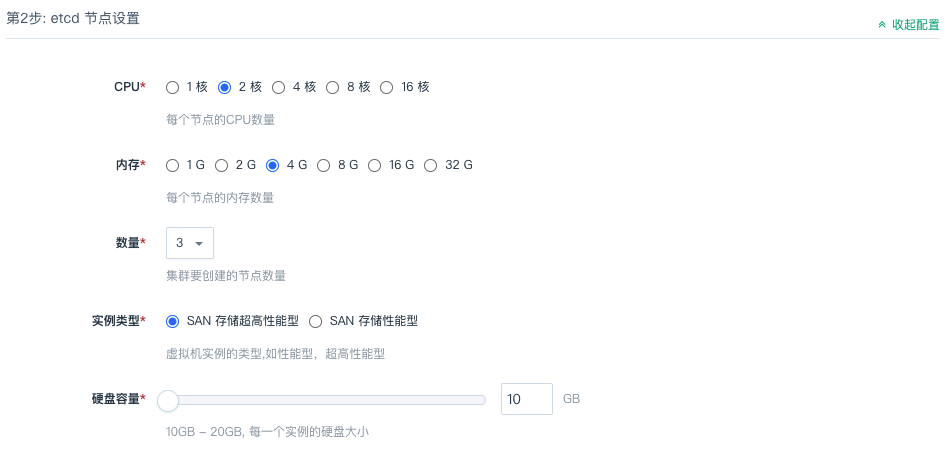 第2步: etcd 节点设置
收起配置
CPU* 1 核 2 核 4 核 8 核 16 核
每个节点的CPU数量
内存* 1 G 2 G 4 G 8 G 16 G 32 G
每个节点的内存数量
数量* 3
集群要创建的节点数量
实例类型* SAN 存储超高性能型 SAN 存储性能型
虚拟机实例的类型,如性能型，超高性能型
硬盘容量* 10 GB
10GB - 20GB, 每一个实例的硬盘大小